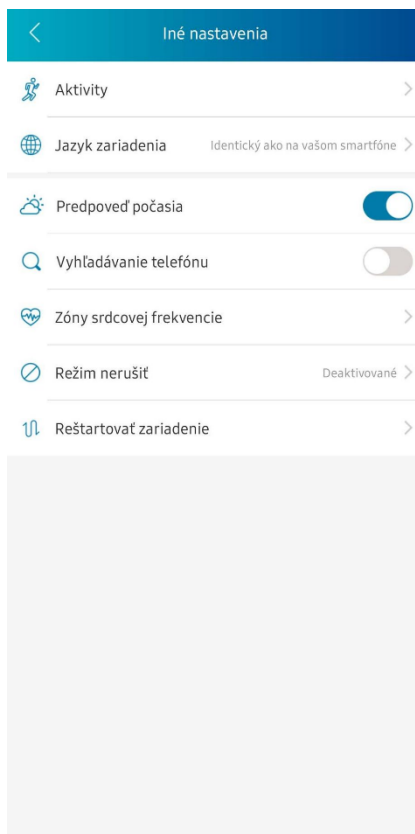 Iné nastavenia
Aktivity
Jazyk zariadenia Identický ako na vašom smartfóne
Predpoveď počasia
Vyhľadávanie telefónu
Zóny srdcovej frekvencie
Režim nerušiť Deaktivované
Reštartovať zariadenie